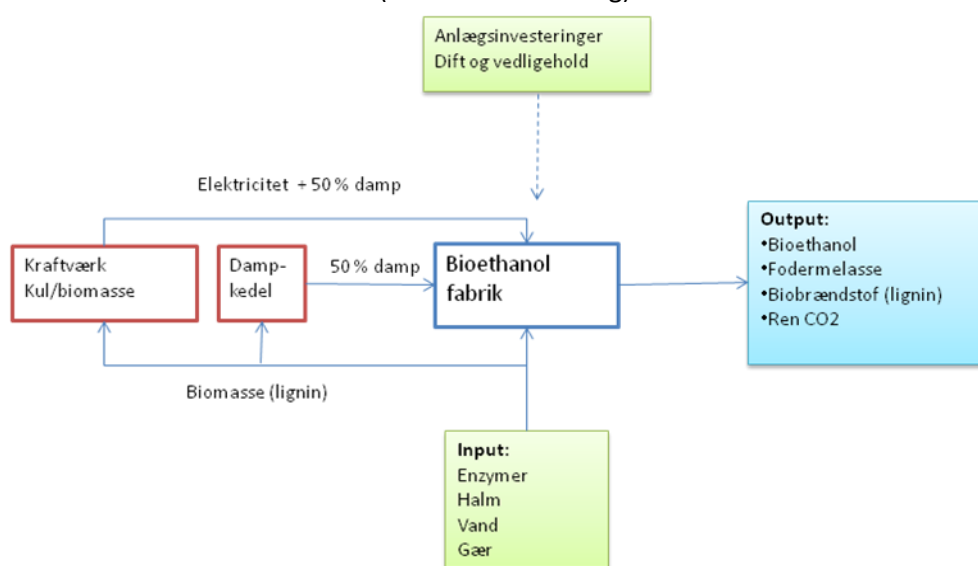 Anlægsinvesteringer
Dift og vedligehold
Elektricitet + 50 % damp
Kraftværk
Kul/biomasse
Damp-
kedel
50 % damp
Bioethanol
fabrik
Output:
•Bioethanol
•Fodermelasse
•Biobrændstof (lignin)
•Ren CO2
Biomasse (lignin)
Input:
Enzymer
Halm
Vand
Gær